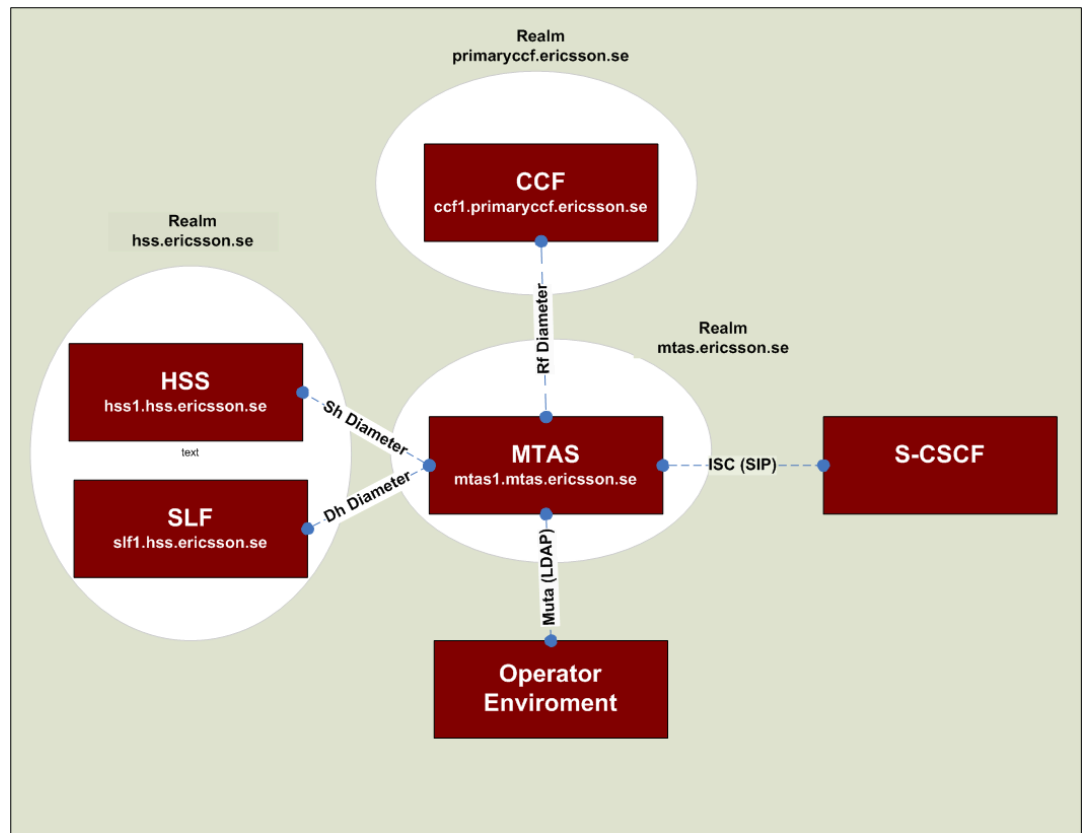 Realm
primaryccf.ericsson.se
CCF
ccf1.primaryccf.ericsson.se
Realm
hss.ericsson.se
Rf Diameter
Realm
mtas.ericsson.se
HSS
hss1.hss.ericsson.se
Sh Diameter
text
MTAS
mtas1.mtas.ericsson.se
ISC (SIP)
S-CSCF
Dh Diameter
SLF
slf1.hss.ericsson.se
Muta (LDAP)
Operator
Enviroment